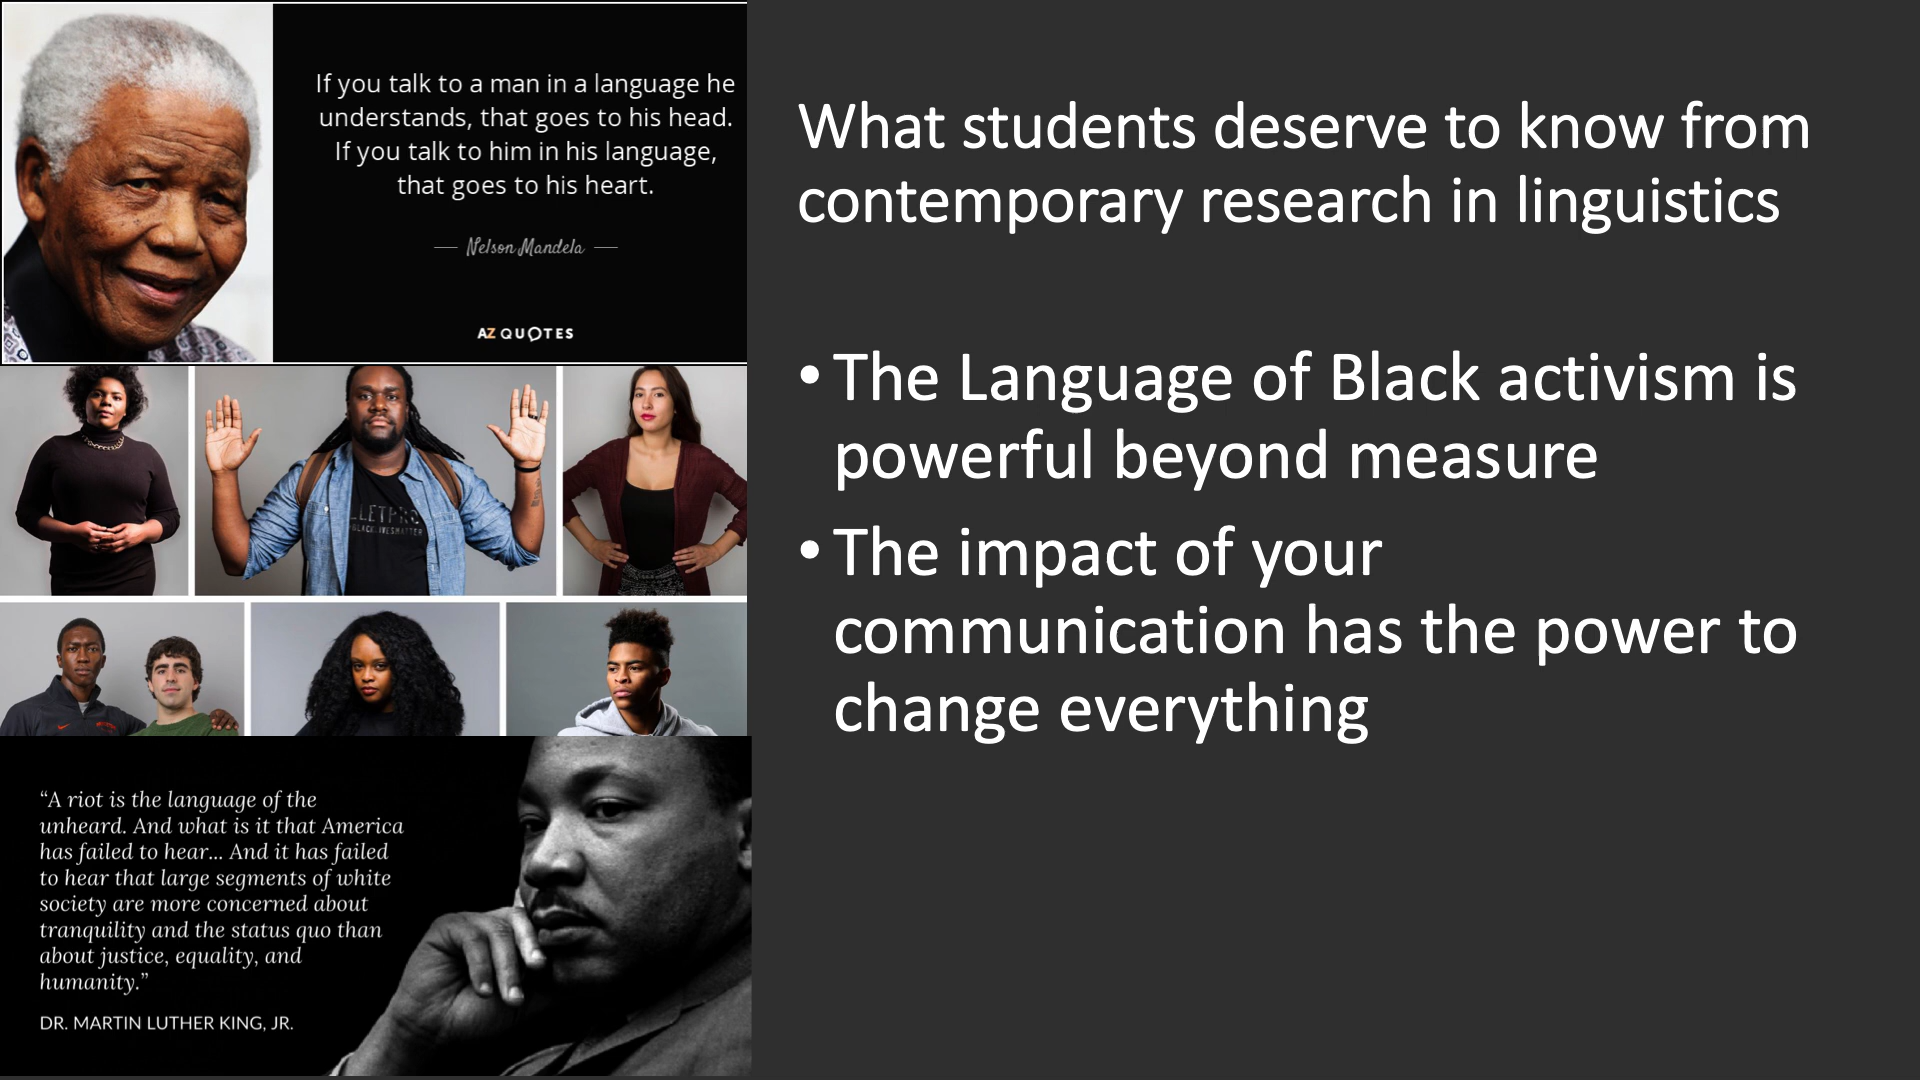 If you talk to a man in a language he
understands, that goes to his head.
If you talk to him in his language,
that goes to his heart.
Nelson Mandela
AZ QUOTES
“A riot is the language of the
unheard. And what is it that America
has failed to hear... And it has failed
to hear that large segments of white
society are more concerned about
tranquility and the status quo than
about justice, equality, and
humanity.”
DR. MARTIN LUTHER KING, JR.
What students deserve to know from
contemporary research in linguistics
• The Language of Black activism is
powerful beyond measure
• The impact of your
communication has the power to
change everything